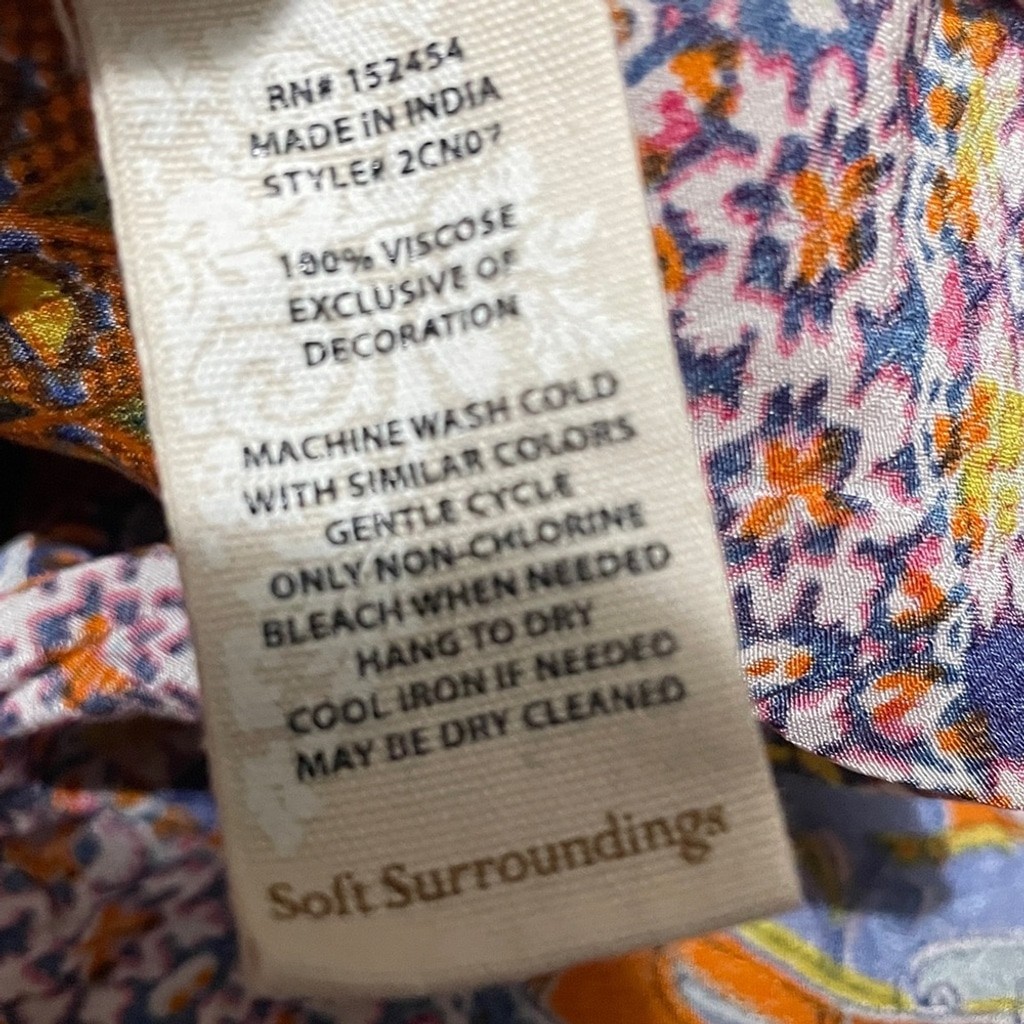 RN# 152454
MADE IN INDIA
STYLE# 2CN07
100% VISCOSE
EXCLUSIVE OF
DECORATION
MACHINE WASH COLD
WITH SIMILAR COLORS
GENTLE CYCLE
ONLY NON-CHLORINE
BLEACH WHEN NEEDED
HANG TO DRY
COOL IRON IF NEEDED
MAY BE DRY CLEANED
Soft Surroundings